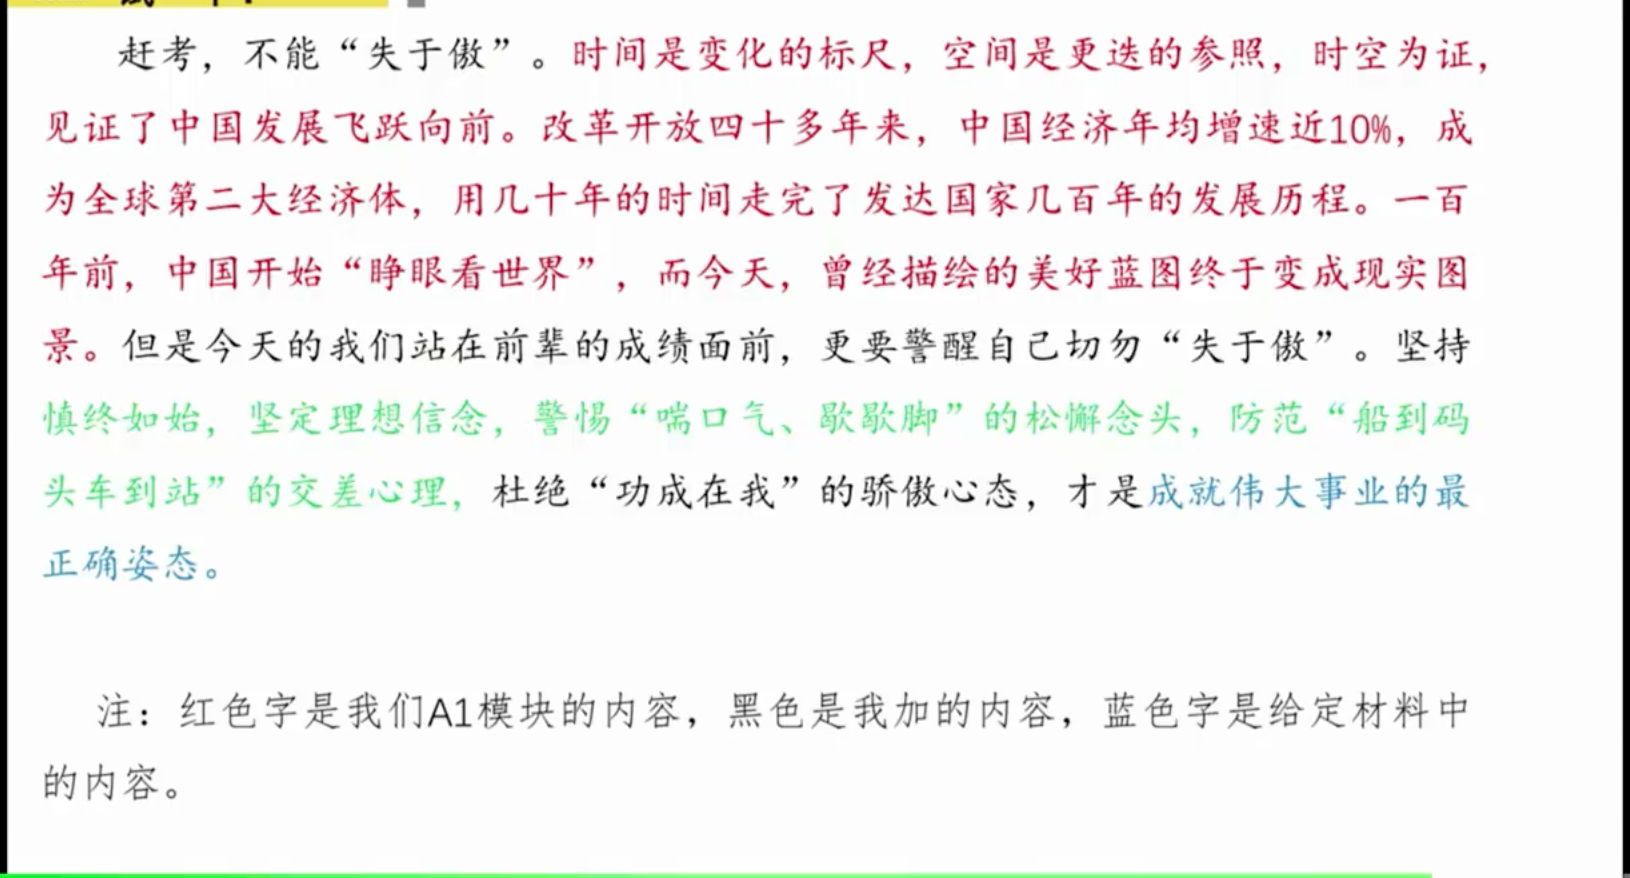 赶考，不能“失于傲”。时间是变化的标尺，空间是更迭的参照，时空为证，
见证了中国发展飞跃向前。改革开放四十多年来，中国经济年均增速近10%，成
为全球第二大经济体，用几十年的时间走完了发达国家几百年的发展历程。一百
年前，中国开始“睁眼看世界”，而今天，曾经描绘的美好蓝图终于变成现实图
景。但是今天的我们站在前辈的成绩面前，更要警醒自己切勿“失于傲”。坚持
慎终如始，坚定理想信念，警惕“喘口气、歇歇脚”的松懈念头，防范“船到码
头车到站”的交差心理，杜绝“功成在我”的骄傲心态，才是成就伟大事业的最
正确姿态。
注：红色字是我们A1模块的内容，黑色是我加的内容，蓝色字是给定材料中
的内容。